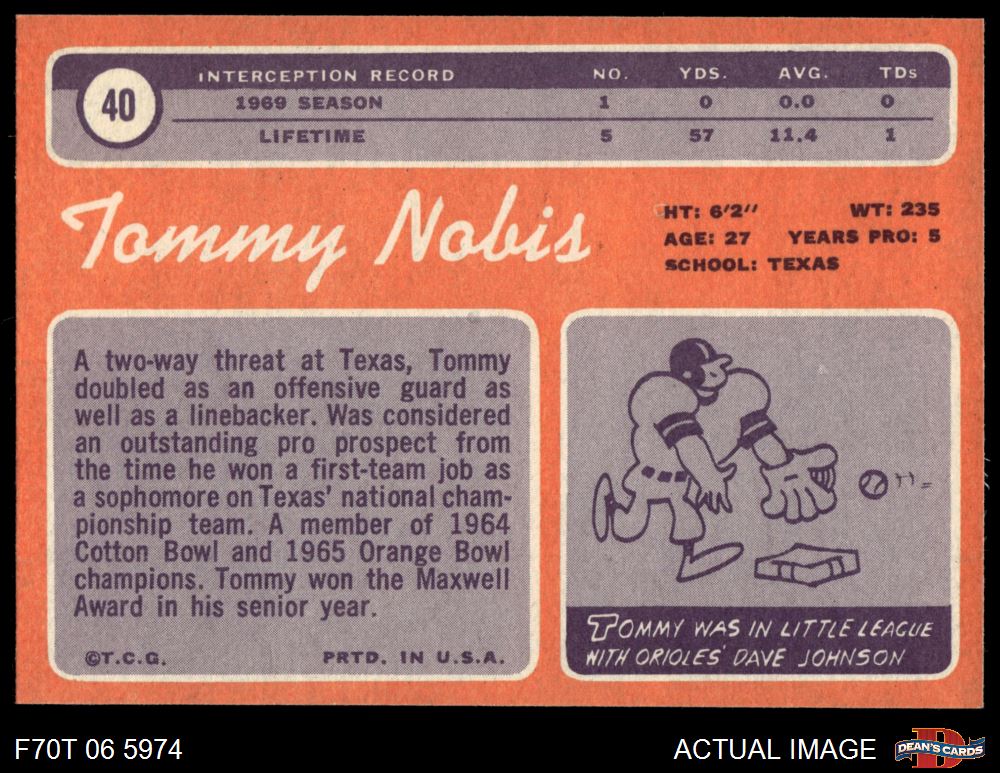 40
INTERCEPTION RECORD NO. YDS. AVG. TDs
1969 SEASON 1 0 0.0 0
LIFETIME 5 57 11.4 1
Tommy Nobis
HT: 6'2'' WT: 235
AGE: 27 YEARS PRO: 5
SCHOOL: TEXAS
A two-way threat at Texas, Tommy
doubled as an offensive guard as
well as a linebacker. Was considered
an outstanding pro prospect from
the time he won a first-team job as
a sophomore on Texas' national cham-
pionship team. A member of 1964
Cotton Bowl and 1965 Orange Bowl
champions. Tommy won the Maxwell
Award in his senior year.
©T.C.G. PRTD. IN U.S.A.
TOMMY WAS IN LITTLE LEAGUE
WITH ORIOLES' DAVE JOHNSON
F70T 06 5974 ACTUAL IMAGE
D
DEAN'S CARDS